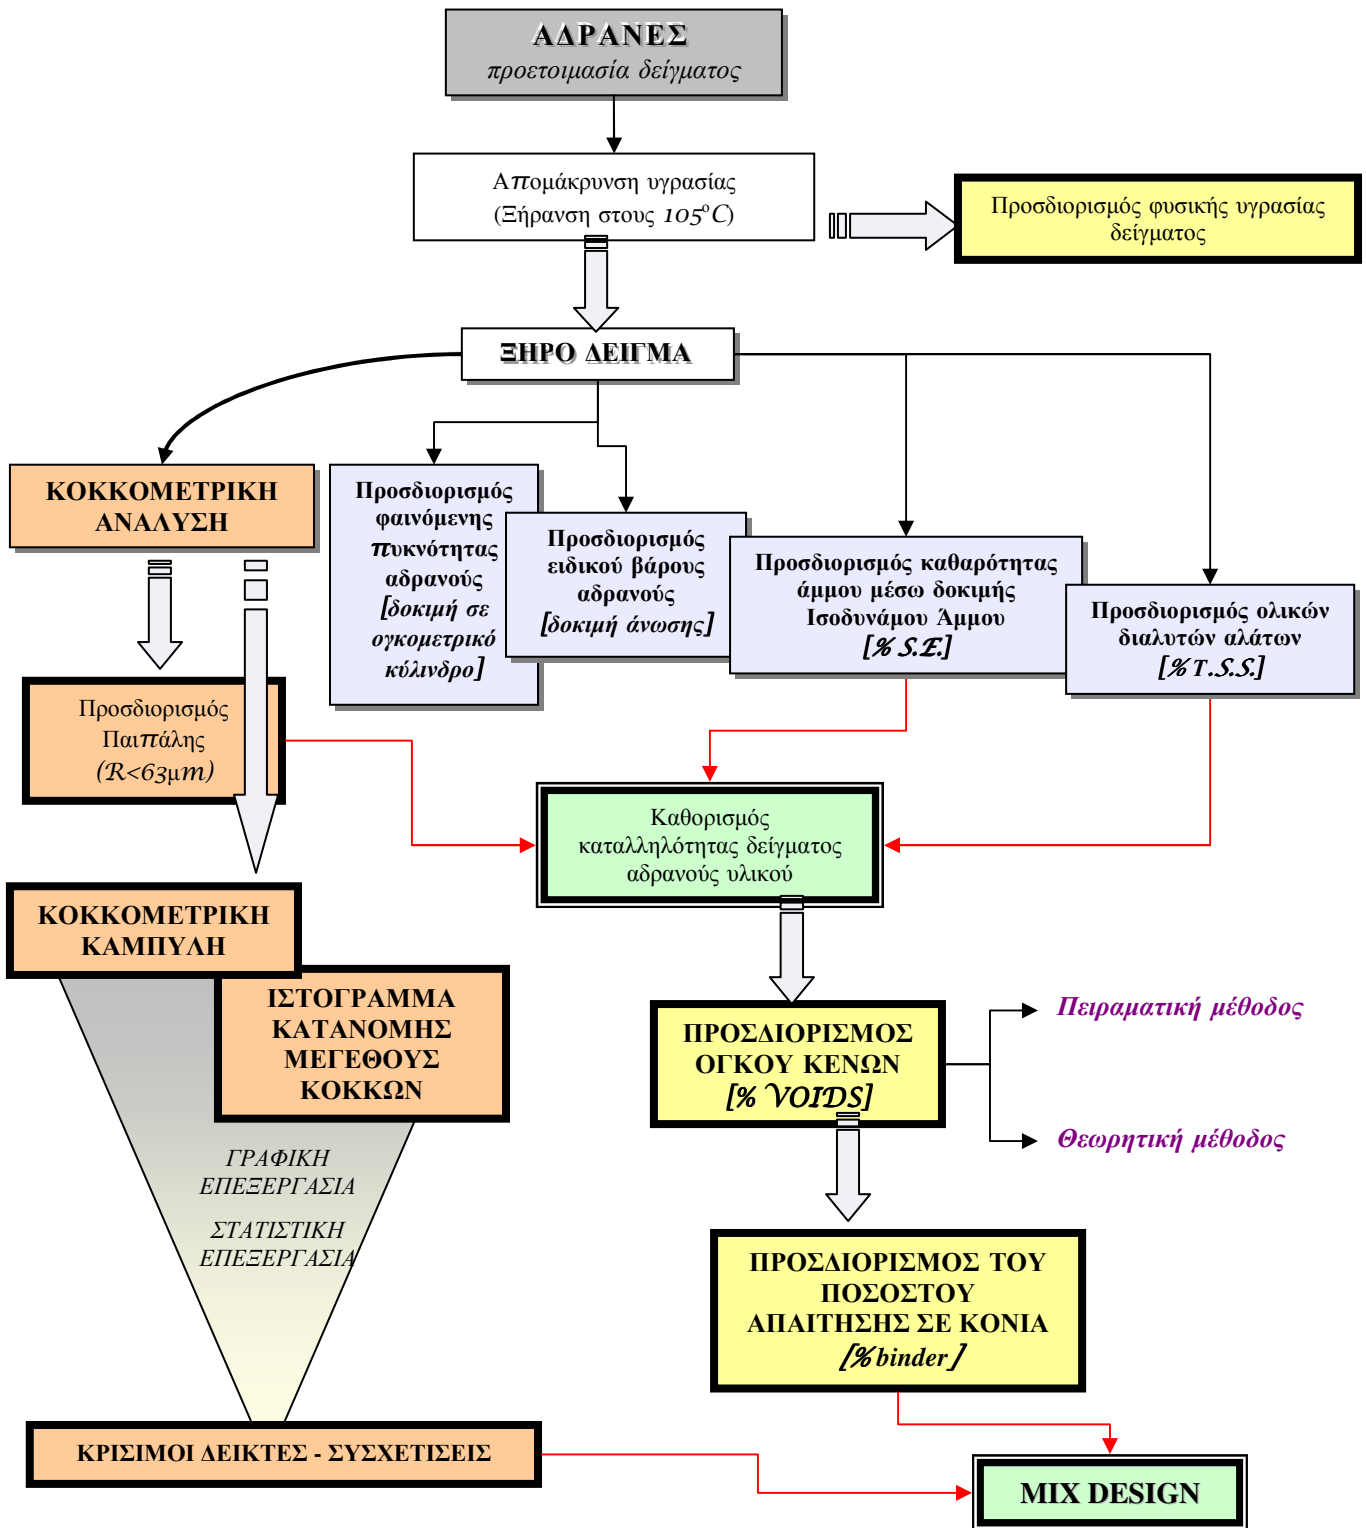 ΑΔΡΑΝΕΣ
προετοιμασία δείγματος
Απομάκρυνση υγρασίας
(Ξήρανση στους 105°C)
Προσδιορισμός φυσικής υγρασίας
δείγματος
ΞΗΡΟ ΔΕΙΓΜΑ
ΚΟΚΚΟΜΕΤΡΙΚΗ
ΑΝΑΛΥΣΗ
Προσδιορισμός
φαινόμενης
πυκνότητας
αδρανούς
[δοκιμή σε
ογκομετρικό
κύλινδρο]
Προσδιορισμός
ειδικού βάρους
αδρανούς
[δοκιμή άνωσης]
Προσδιορισμός καθαρότητας
άμμου μέσω δοκιμής
Ισοδυνάμου Άμμου
[% S.E.]
Προσδιορισμός ολικών
διαλυτών αλάτων
[% T.S.S.]
Προσδιορισμός
Παιπάλης
(R<63μm)
Καθορισμός
καταλληλότητας δείγματος
αδρανούς υλικού
ΚΟΚΚΟΜΕΤΡΙΚΗ
ΚΑΜΠΥΛΗ
ΙΣΤΟΓΡΑΜΜΑ
ΚΑΤΑΝΟΜΗΣ
ΜΕΓΕΘΟΥΣ
ΚΟΚΚΩΝ
ΠΡΟΣΔΙΟΡΙΣΜΟΣ
ΟΓΚΟΥ ΚΕΝΩΝ
[% VOIDS]
Πειραματική μέθοδος
Θεωρητική μέθοδος
ΓΡΑΦΙΚΗ
ΕΠΕΞΕΡΓΑΣΙΑ
ΣΤΑΤΙΣΤΙΚΗ
ΕΠΕΞΕΡΓΑΣΙΑ
ΠΡΟΣΔΙΟΡΙΣΜΟΣ ΤΟΥ
ΠΟΣΟΣΤΟΥ
ΑΠΑΙΤΗΣΗΣ ΣΕ ΚΟΝΙΑ
[% binder]
ΚΡΙΣΙΜΟΙ ΔΕΙΚΤΕΣ - ΣΥΣΧΕΤΙΣΕΙΣ
MIX DESIGN